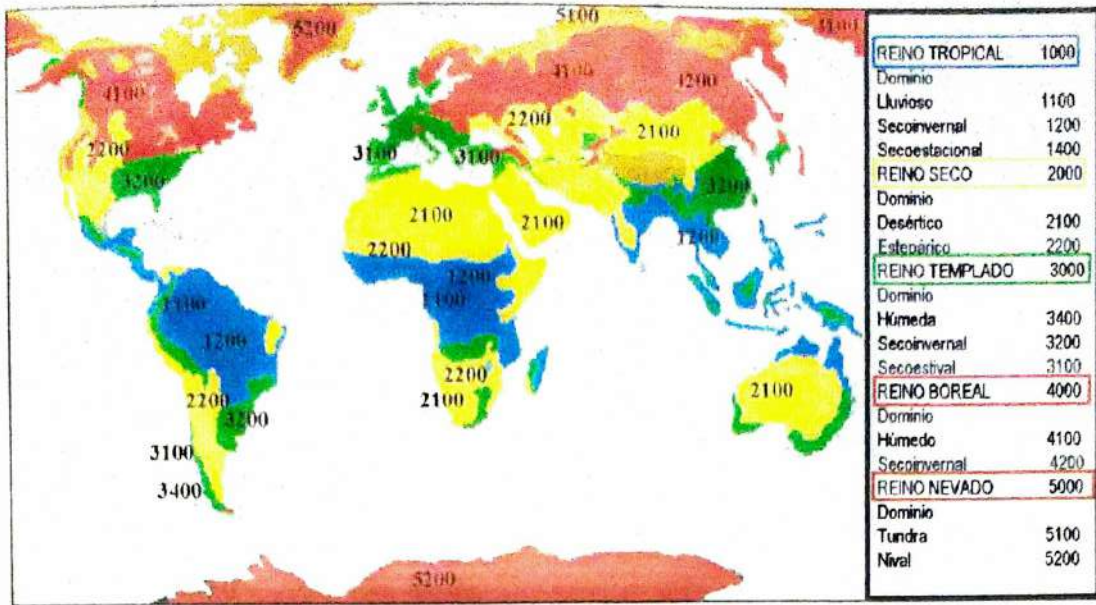 5200
5100
4100
4100
4100
4200
2200
2200
2100
3200
3100
3100
3200
2100
2100
2200
1200
1200
1100
1100
1200
2200
2200
2100
2100
3200
3100
3400
5200
REINO TROPICAL 1000
Dominio
Lluvioso 1100
Secoinvernal 1200
Secoestacional 1400
REINO SECO 2000
Dominio
Desértico 2100
Estepárico 2200
REINO TEMPLADO 3000
Dominio
Húmeda 3400
Secoinvernal 3200
Secoestival 3100
REINO BOREAL 4000
Dominio
Húmedo 4100
Secoinvernal 4200
REINO NEVADO 5000
Dominio
Tundra 5100
Nival 5200